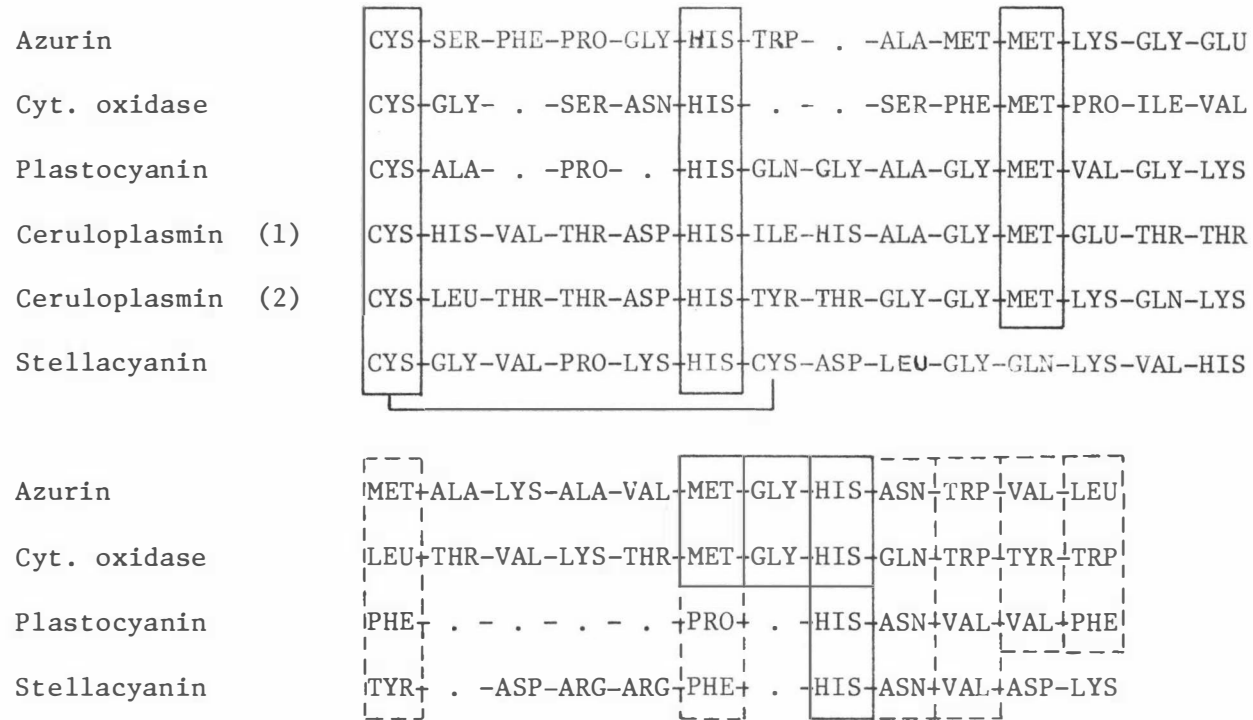 Azurin CYS-SER-PHE-PRO-GLY-HIS-TRP- . -ALA-MET-MET-LYS-GLY-GLU
Cyt. oxidase CYS-GLY- . -SER-ASN-HIS- . - . -SER-PHE-MET-PRO-ILE-VAL
Plastocyanin CYS-ALA- . -PRO- . -HIS-GLN-GLY-ALA-GLY-MET-VAL-GLY-LYS
Ceruloplasmin (1) CYS-HIS-VAL-THR-ASP-HIS-ILE-HIS-ALA-GLY-MET-GLU-THR-THR
Ceruloplasmin (2) CYS-LEU-THR-THR-ASP-HIS-TYR-THR-GLY-GLY-MET-LYS-GLN-LYS
Stellacyanin CYS-GLY-VAL-PRO-LYS-HIS-CYS-ASP-LEU-GLY-GLN-LYS-VAL-HIS
Azurin MET-ALA-LYS-ALA-VAL-MET-GLY-HIS-ASN-TRP-VAL-LEU
Cyt. oxidase LEU-THR-VAL-LYS-THR-MET-GLY-HIS-GLN-TRP-TYR-TRP
Plastocyanin PHE- . - . - . - . -PRO- . -HIS-ASN-VAL-VAL-PHE
Stellacyanin TYR- . -ASP-ARG-ARG-PHE- . -HIS-ASN-VAL-ASP-LYS